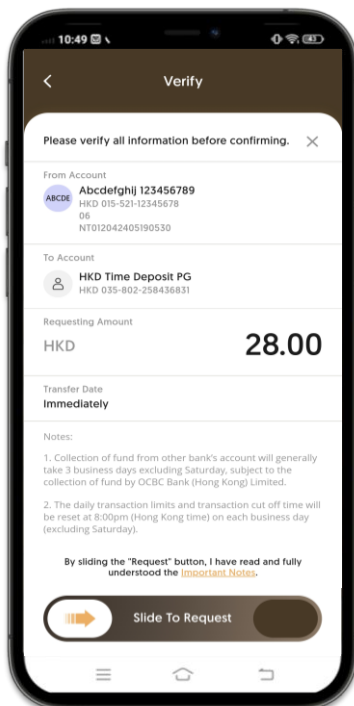 10:49
43
Verify
Please verify all information before confirming.
From Account
ABCDE
Abcdefghij 123456789
HKD 015-521-12345678
06
NT012042405190530
To Account
HKD Time Deposit PG
HKD 035-802-258436831
Requesting Amount
HKD 28.00
Transfer Date
Immediately
Notes:
1. Collection of fund from other bank's account will generally
take 3 business days excluding Saturday, subject to the
collection of fund by OCBC Bank (Hong Kong) Limited.
2. The daily transaction limits and transaction cut off time will
be reset at 8:00pm (Hong Kong time) on each business day
(excluding Saturday).
By sliding the "Request" button, I have read and fully
understood the Important Notes.
Slide To Request